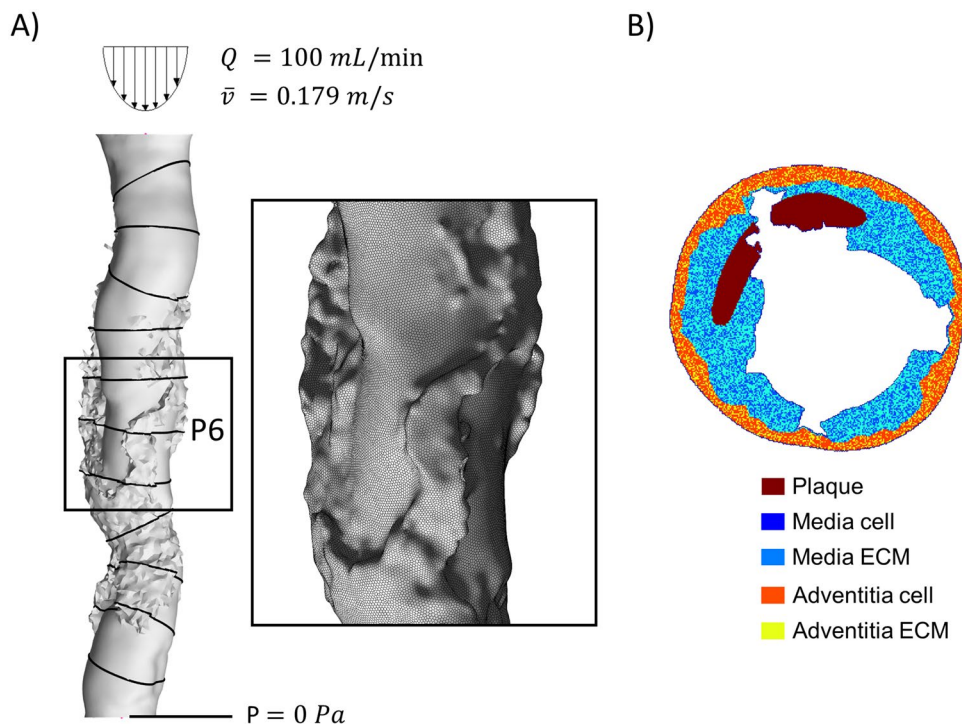 A)
Q = 100 mL/min
v̄ = 0.179 m/s
P6
P = 0 Pa
B)
Plaque
Media cell
Media ECM
Adventitia cell
Adventitia ECM